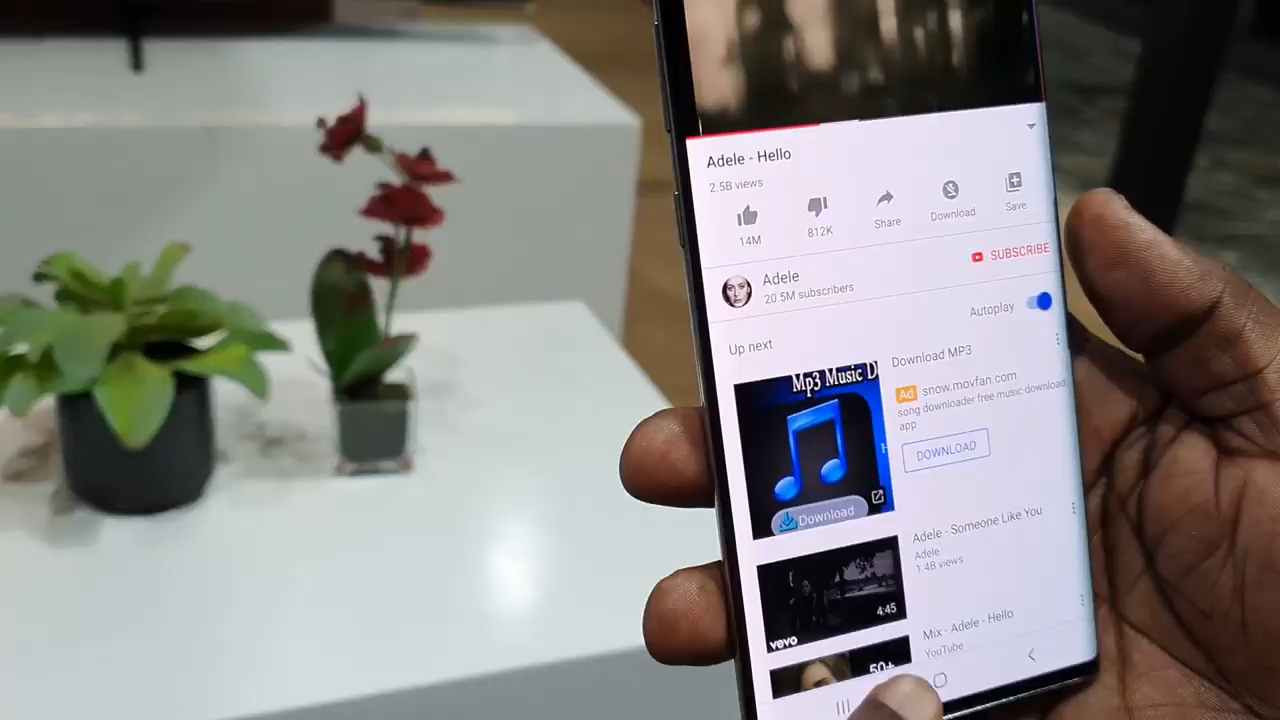 Adele - Hello
2.5B views
14M
812K
Share
Download
Save
Adele
20.5M subscribers
SUBSCRIBE
Autoplay
Up next
Mp3 Music D
Download
Download MP3
Ad snow.movfan.com
song downloader free music download
app
DOWNLOAD
vevo
4:45
Adele - Someone Like You
Adele
1.4B views
50+
Mix - Adele - Hello
YouTube